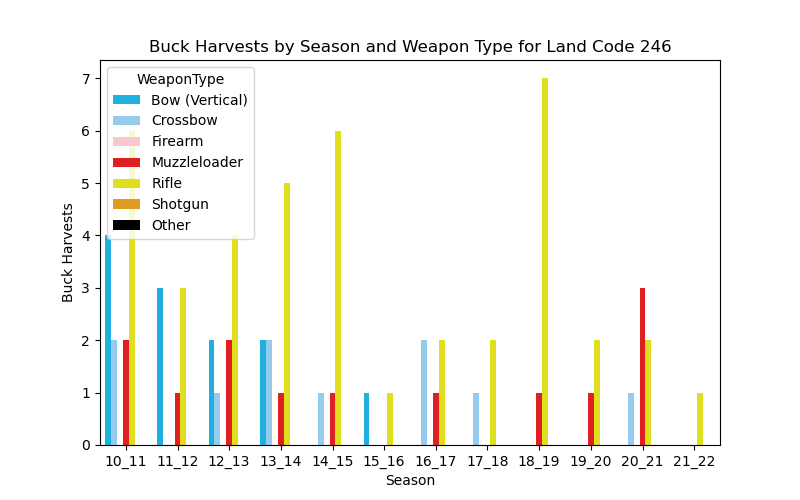 Buck Harvests by Season and Weapon Type for Land Code 246
WeaponType
Bow (Vertical)
Crossbow
Firearm
Muzzleloader
Rifle
Shotgun
Other
Buck Harvests
7
6
5
4
3
2
1
0
10_11 11_12 12_13 13_14 14_15 15_16 16_17 17_18 18_19 19_20 20_21 21_22
Season